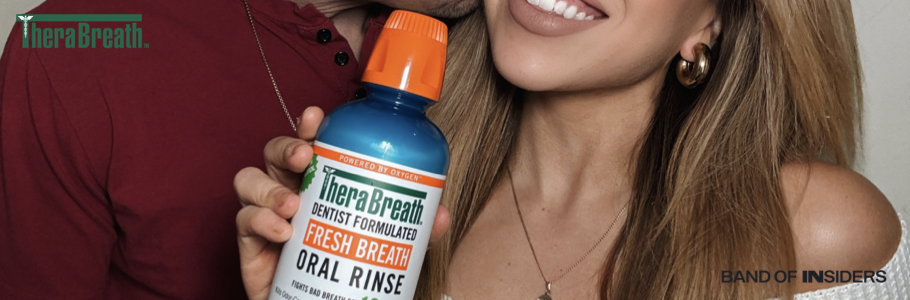 TheraBreath
POWERED BY OXYGEN
TheraBreath
DENTIST FORMULATED
FRESH BREATH
ORAL RINSE
FIGHTS BAD BREATH
BAND OF INSIDERS